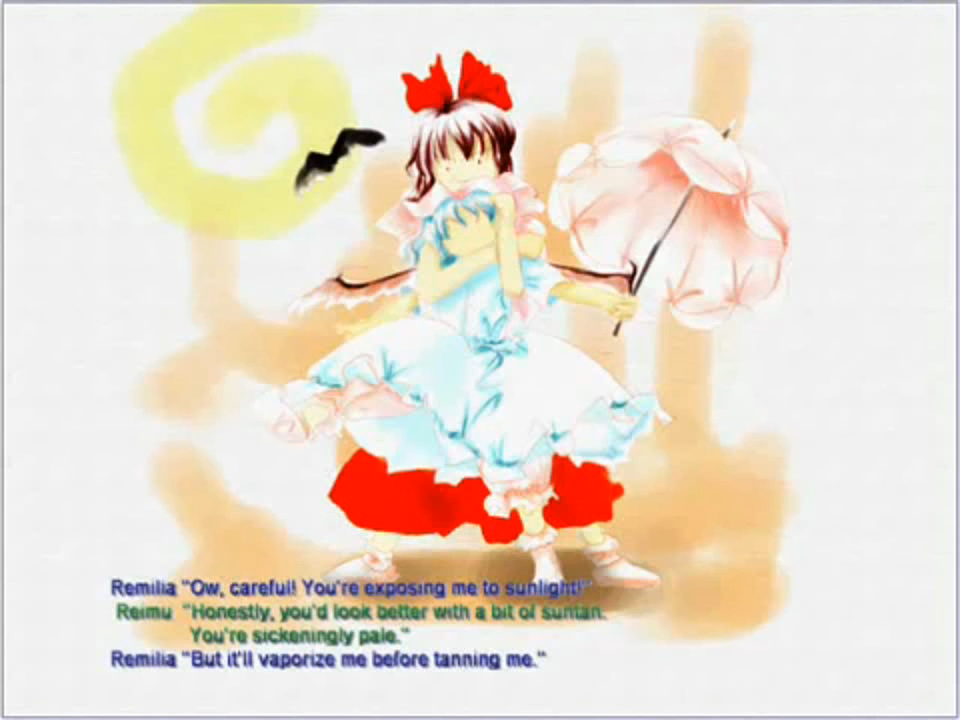 Remilia "Ow, careful! You're exposing me to sunlight!"
Reimu "Honestly, you'd look better with a bit of suntan.
You're sickeningly pale."
Remilia "But it'll vaporize me before tanning me."